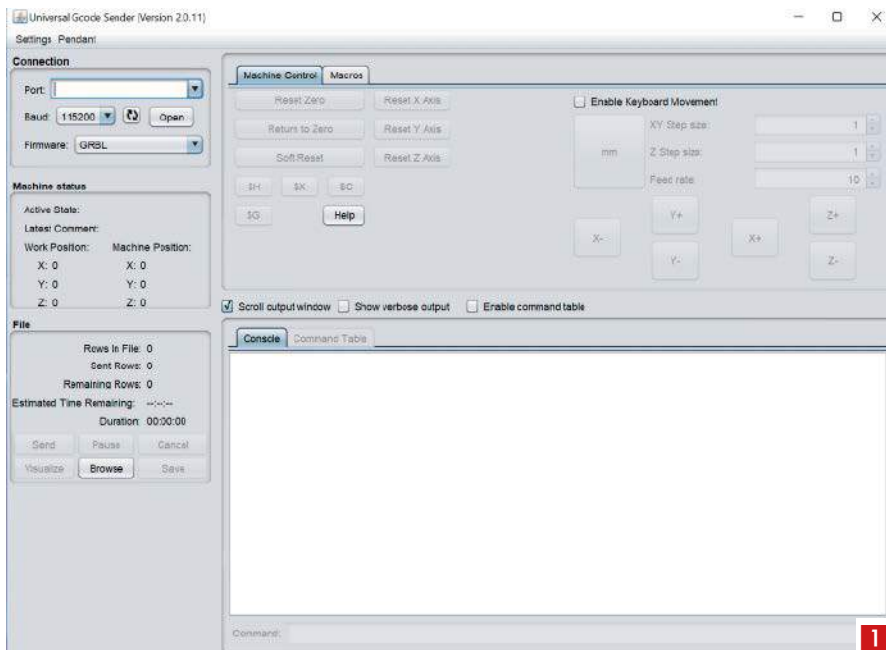 Universal Gcode Sender (Version 2.0.11)
Settings Pendant
Connection
Port:
Baud: 115200 Open
Firmware: GRBL
Machine status
Active State:
Latest Comment:
Work Position: Machine Position:
X: 0 X: 0
Y: 0 Y: 0
Z: 0 Z: 0
File
Rows In File: 0
Sent Rows: 0
Remaining Rows: 0
Estimated Time Remaining: --:--:--
Duration: 00:00:00
Send Pause Cancel
Visualize Browse Save
Machine Control Macros
Reset Zero Reset X Axis
Return to Zero Reset Y Axis
Soft Reset Reset Z Axis
$H $X $C
$G Help
Enable Keyboard Movement
mm
XY Step size: 1
Z Step size: 1
Feed rate: 10
Y+ Z+
X- X+
Y- Z-
Scroll output window Show verbose output Enable command table
Console Command Table
Command:
1